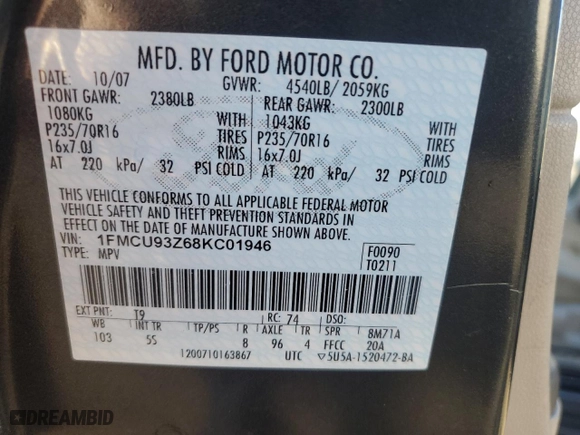 MFD. BY FORD MOTOR CO.
10/07 GVWR: 4540LB/ 2059KG
FRONT GAWR: 2380LB REAR GAWR: 2300LB
1080KG WITH 1043KG WITH
P235/70R16 TIRES P235/70R16 TIRES
16x7.0J RIMS 16x7.0J RIMS
AT 220 kPa/ 32 PSI COLD AT 220 kPa/ 32 PSI COLD
THIS VEHICLE CONFORMS TO ALL APPLICABLE FEDERAL MOTOR
VEHICLE SAFETY AND THEFT PREVENTION STANDARDS IN
EFFECT ON THE DATE OF MANUFACTURE SHOWN ABOVE.
VIN: 1FMCU93Z68KC01946 F0090
TYPE: MPV T0211
EXT PNT: T9 RC: 74 DSO:
WB INT TR TP/PS R AXLE TR SPR 8M71A
103 5S 8 96 4 FFCC 20A
1200710163867 UTC 5U5A-1520472-BA
Ford
DREAMBID